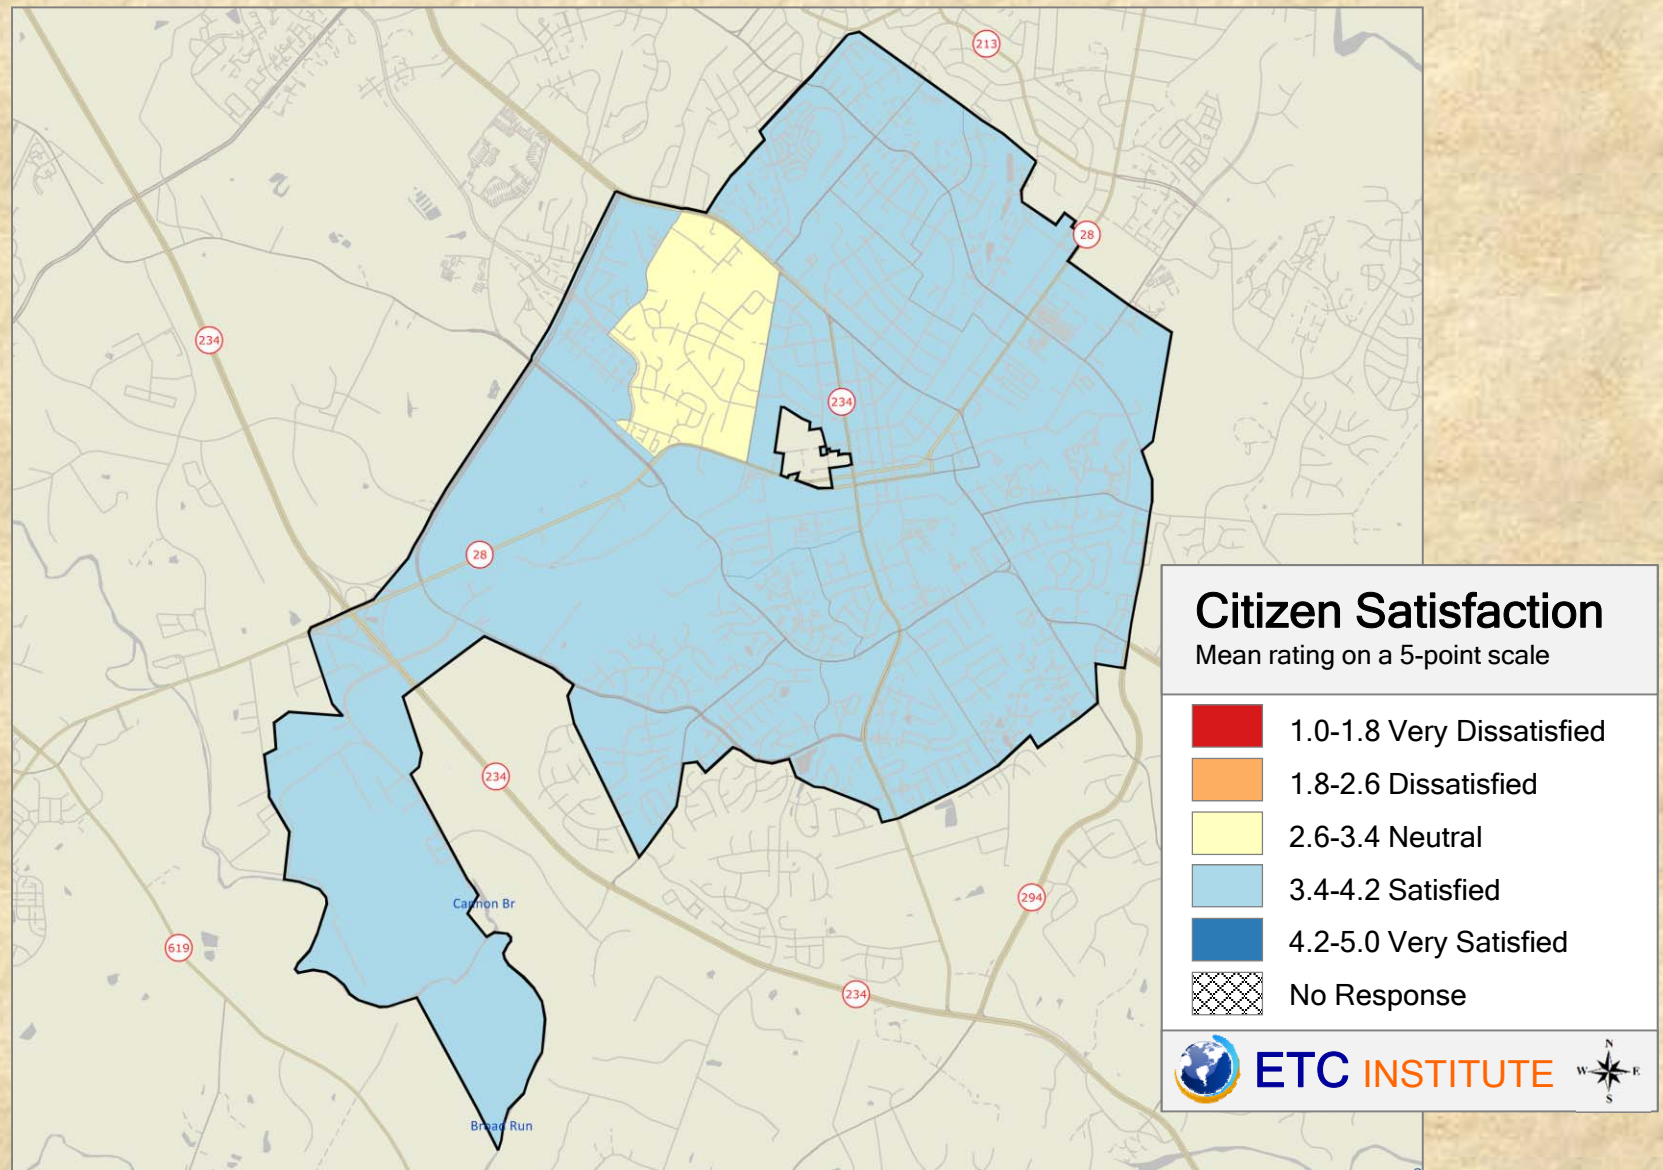 213
28
234
234
28
234
Cannon Br
294
619
234
Broad Run
Citizen Satisfaction
Mean rating on a 5-point scale
1.0-1.8 Very Dissatisfied
1.8-2.6 Dissatisfied
2.6-3.4 Neutral
3.4-4.2 Satisfied
4.2-5.0 Very Satisfied
No Response
ETC INSTITUTE
N
W E
S